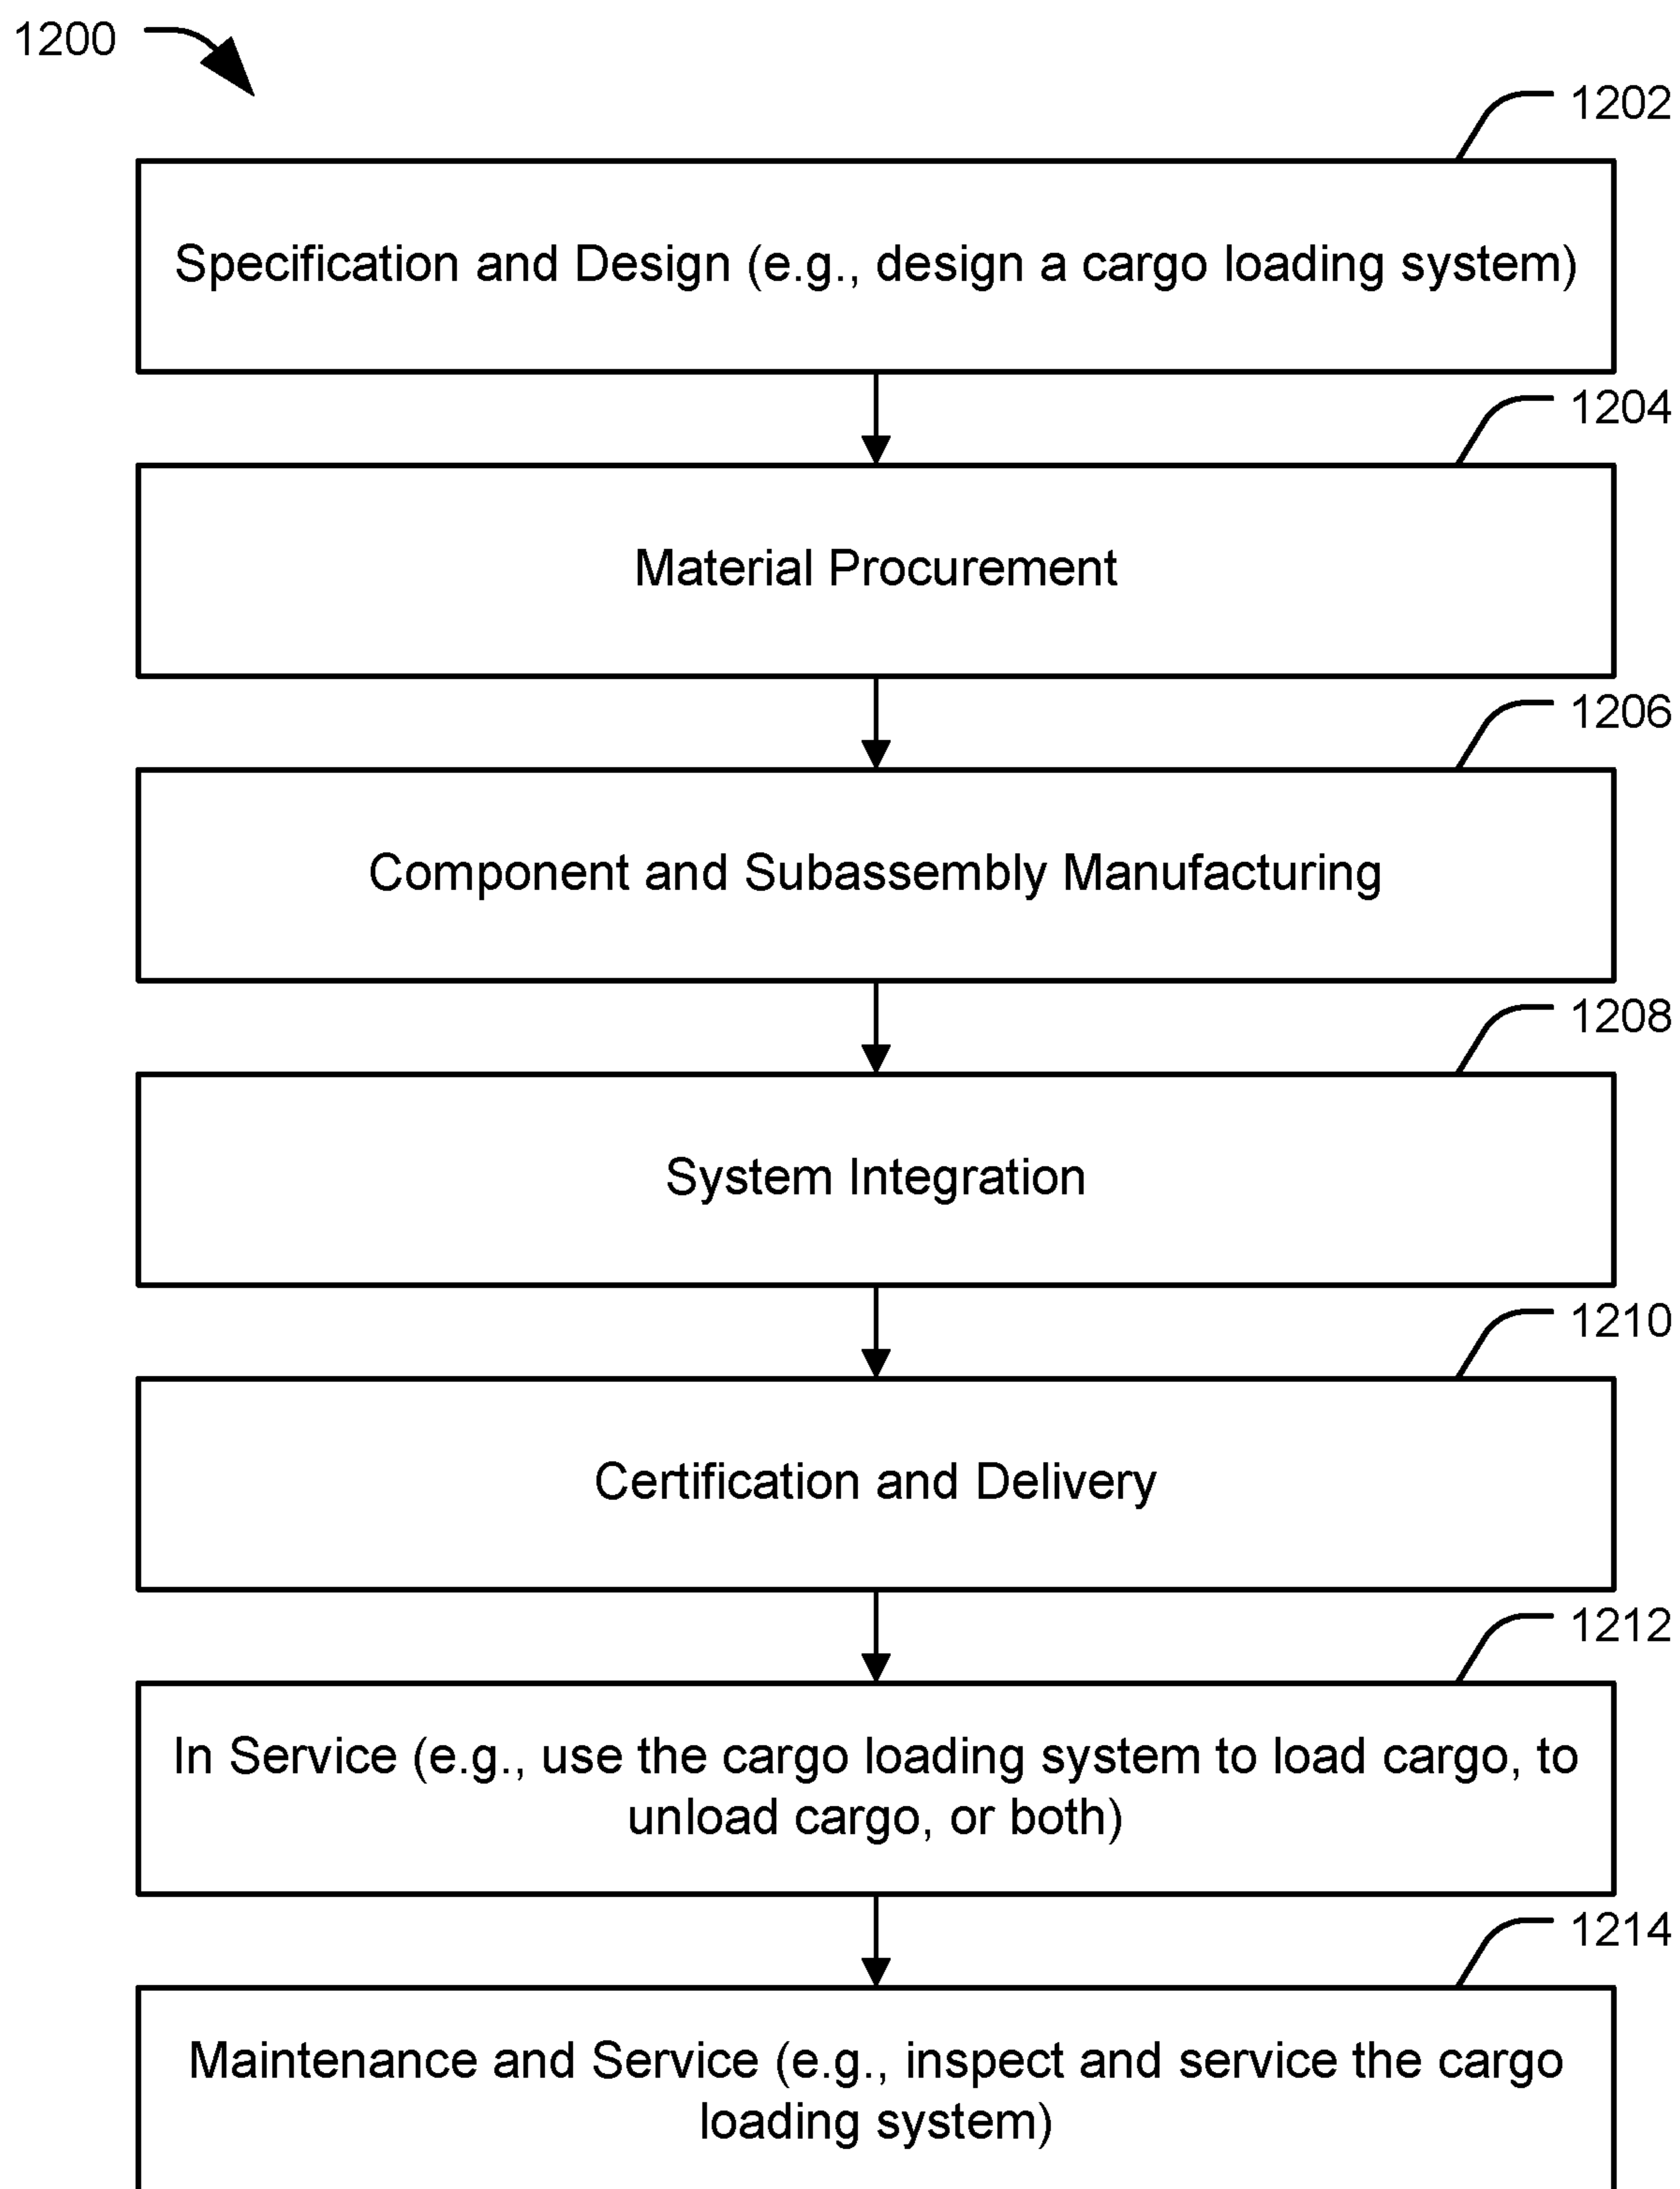 1200
1202
Specification and Design (e.g., design a cargo loading system)
1204
Material Procurement
1206
Component and Subassembly Manufacturing
1208
System Integration
1210
Certification and Delivery
1212
In Service (e.g., use the cargo loading system to load cargo, to
unload cargo, or both)
1214
Maintenance and Service (e.g., inspect and service the cargo
loading system)